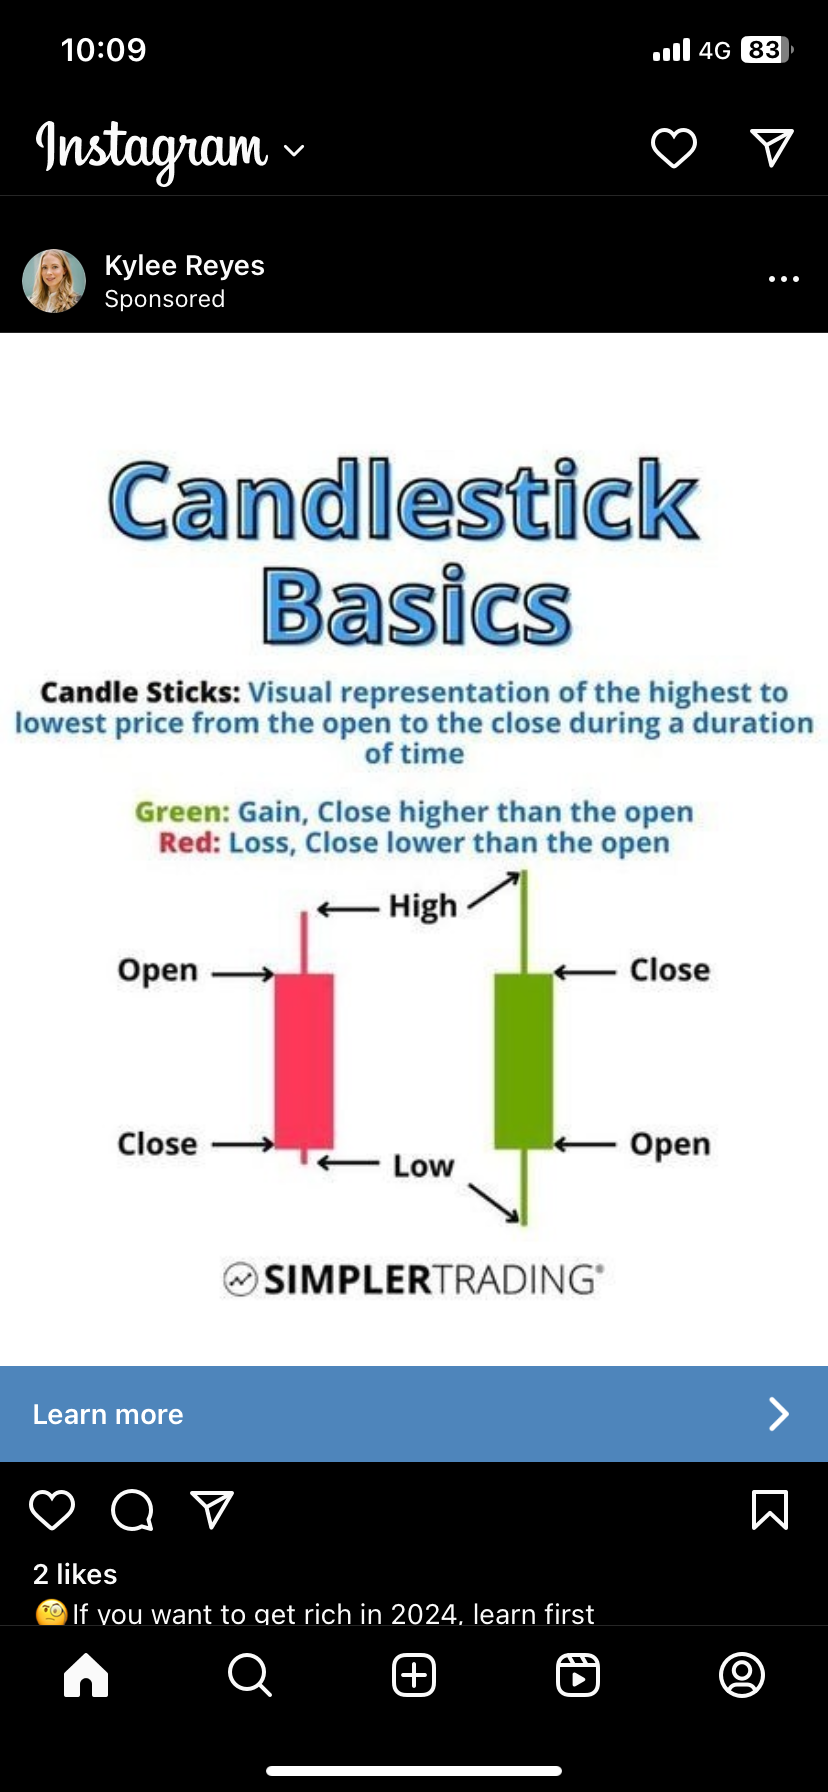 10:09
4G 83
Instagram
Kylee Reyes
Sponsored
Candlestick
Basics
Candle Sticks: Visual representation of the highest to
lowest price from the open to the close during a duration
of time
Green: Gain, Close higher than the open
Red: Loss, Close lower than the open
High
Open
Close
Close
Open
Low
SIMPLERTRADING®
Learn more
2 likes
🧐If you want to get rich in 2024, learn first